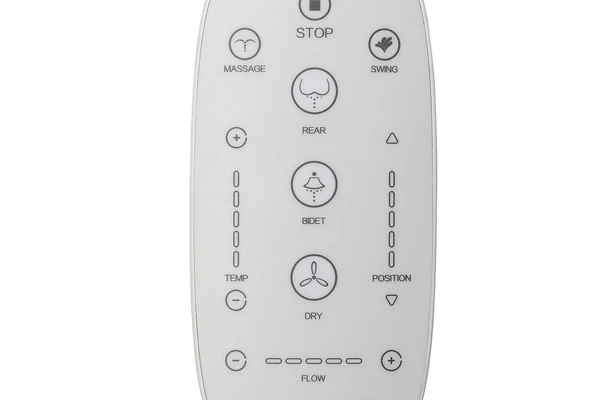 STOP
MASSAGE
SWING
REAR
BIDET
TEMP
POSITION
DRY
FLOW